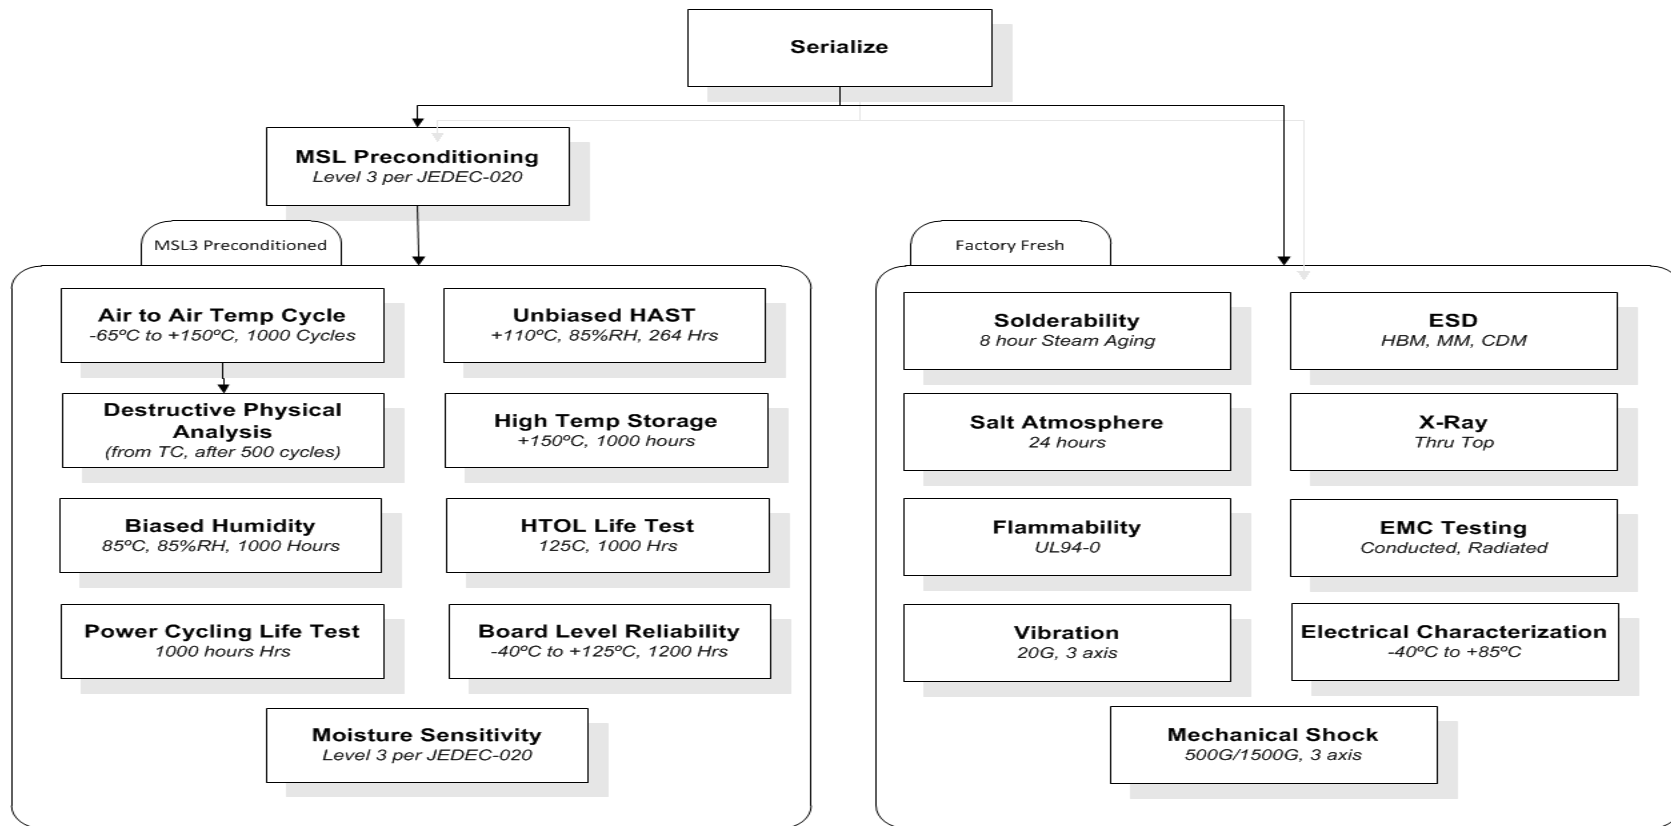 Serialize
MSL Preconditioning
Level 3 per JEDEC-020
MSL3 Preconditioned
Air to Air Temp Cycle
-65ºC to +150ºC, 1000 Cycles
Unbiased HAST
+110ºC, 85%RH, 264 Hrs
Destructive Physical
Analysis
(from TC, after 500 cycles)
High Temp Storage
+150ºC, 1000 hours
Biased Humidity
85ºC, 85%RH, 1000 Hours
HTOL Life Test
125C, 1000 Hrs
Power Cycling Life Test
1000 hours Hrs
Board Level Reliability
-40ºC to +125ºC, 1200 Hrs
Moisture Sensitivity
Level 3 per JEDEC-020
Factory Fresh
Solderability
8 hour Steam Aging
ESD
HBM, MM, CDM
Salt Atmosphere
24 hours
X-Ray
Thru Top
Flammability
UL94-0
EMC Testing
Conducted, Radiated
Vibration
20G, 3 axis
Electrical Characterization
-40ºC to +85ºC
Mechanical Shock
500G/1500G, 3 axis